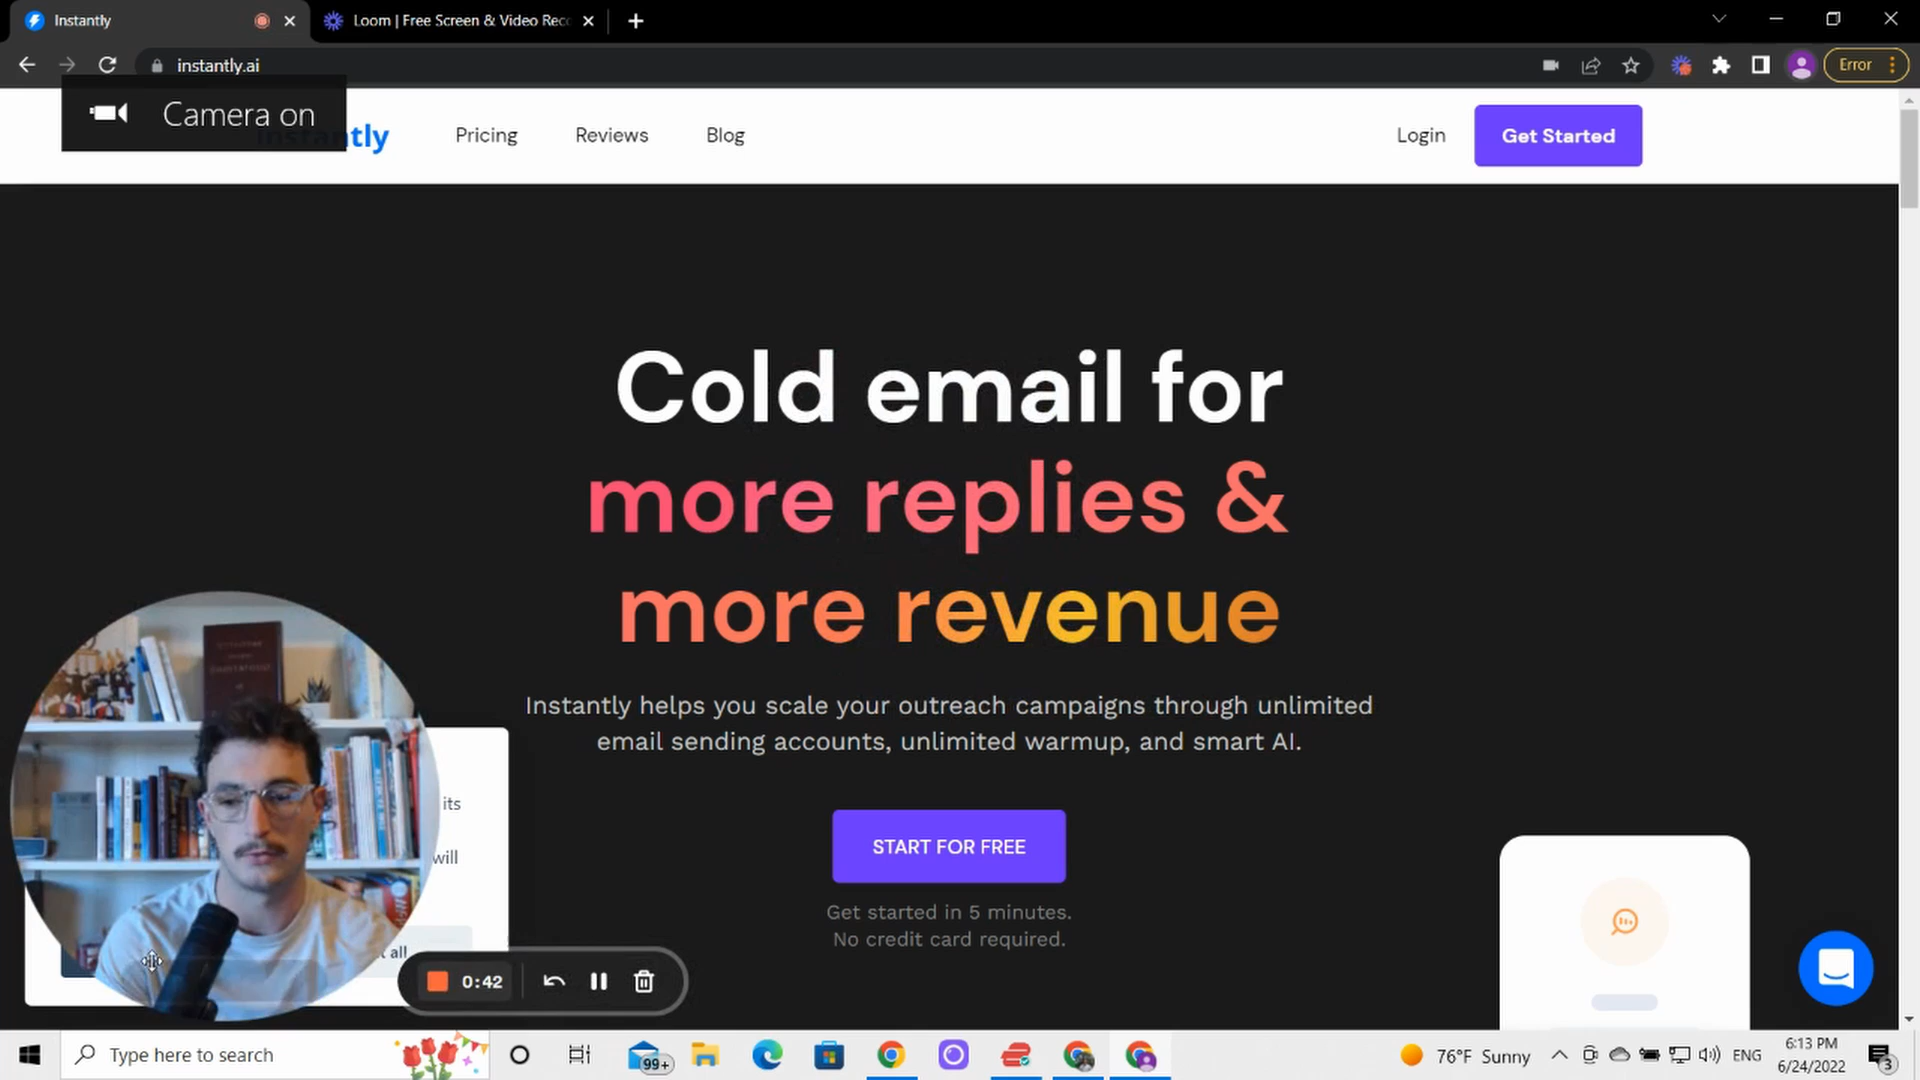 Instantly
Loom | Free Screen & Video Rec
instantly.ai
Error
Camera on
Instantly
Pricing
Reviews
Blog
Login
Get Started
Cold email for
more replies &
more revenue
Instantly helps you scale your outreach campaigns through unlimited
email sending accounts, unlimited warmup, and smart AI.
its
will
START FOR FREE
Get started in 5 minutes.
No credit card required.
all
0:42
Type here to search
99+
76°F Sunny
ENG
6:13 PM
6/24/2022
3